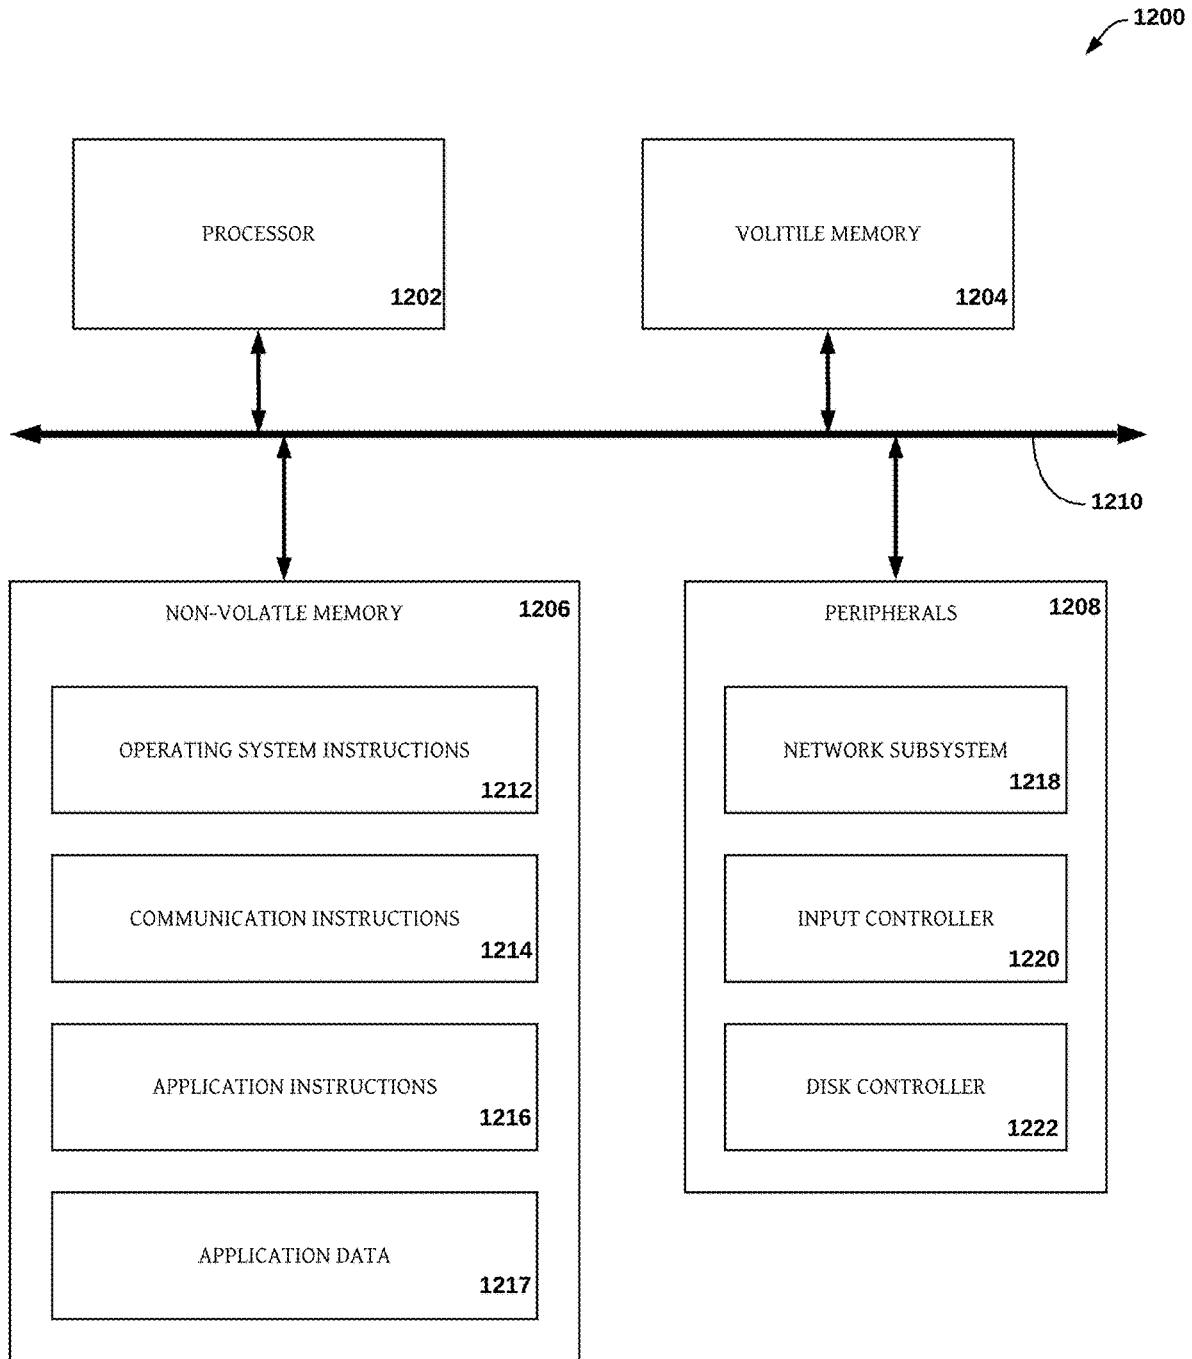 1200
PROCESSOR
1202
VOLITILE MEMORY
1204
1210
NON-VOLATLE MEMORY
1206
OPERATING SYSTEM INSTRUCTIONS
1212
COMMUNICATION INSTRUCTIONS
1214
APPLICATION INSTRUCTIONS
1216
APPLICATION DATA
1217
PERIPHERALS
1208
NETWORK SUBSYSTEM
1218
INPUT CONTROLLER
1220
DISK CONTROLLER
1222